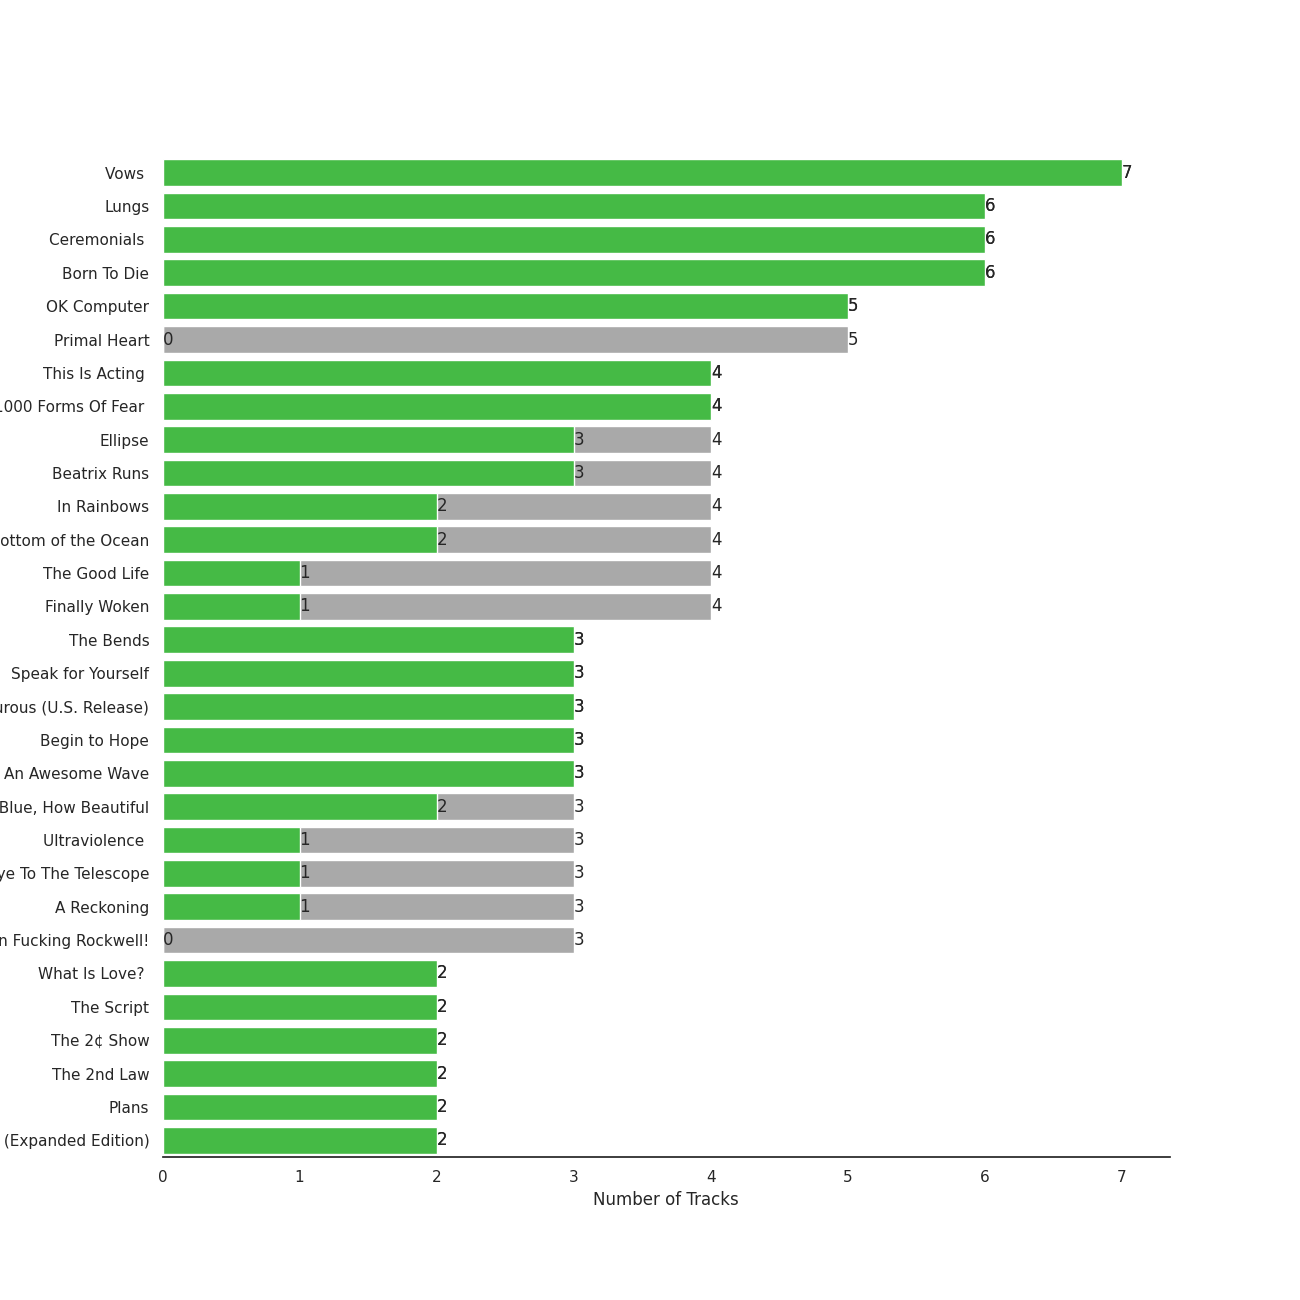 Vows 7
Lungs 6
Ceremonials 6
Born To Die 6
OK Computer 5
Primal Heart 0 5
This Is Acting 4
1000 Forms Of Fear 4
Ellipse 3 4
Beatrix Runs 3 4
In Rainbows 2 4
ottom of the Ocean 2 4
The Good Life 1 4
Finally Woken 1 4
The Bends 3
Speak for Yourself 3
urous (U.S. Release) 3
Begin to Hope 3
An Awesome Wave 3
Blue, How Beautiful 2 3
Ultraviolence 1 3
ye To The Telescope 1 3
A Reckoning 1 3
n Fucking Rockwell! 0 3
What Is Love? 2
The Script 2
The 2¢ Show 2
The 2nd Law 2
Plans 2
(Expanded Edition) 2
0 1 2 3 4 5 6 7
Number of Tracks